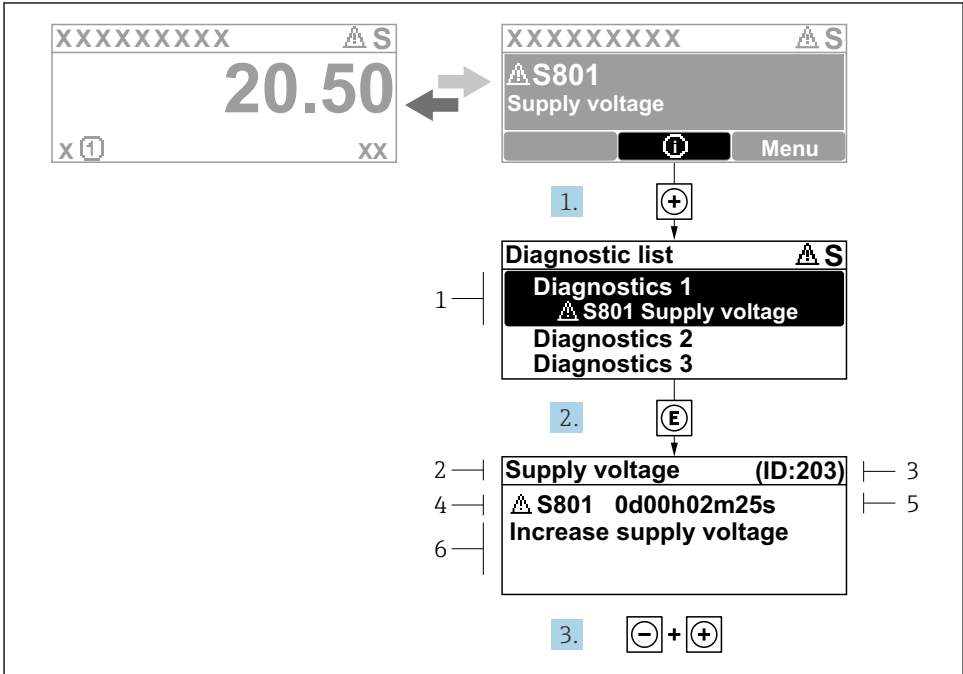 XXXXXXXXX ⚠ S
20.50
x ① xx
XXXXXXXXX ⚠ S
⚠ S801
Supply voltage
ⓘ Menu
1. +
Diagnostic list ⚠ S
1
Diagnostics 1
⚠ S801 Supply voltage
Diagnostics 2
Diagnostics 3
2. E
2 Supply voltage (ID:203) 3
4 ⚠ S801 0d00h02m25s 5
6 Increase supply voltage
3. - + +